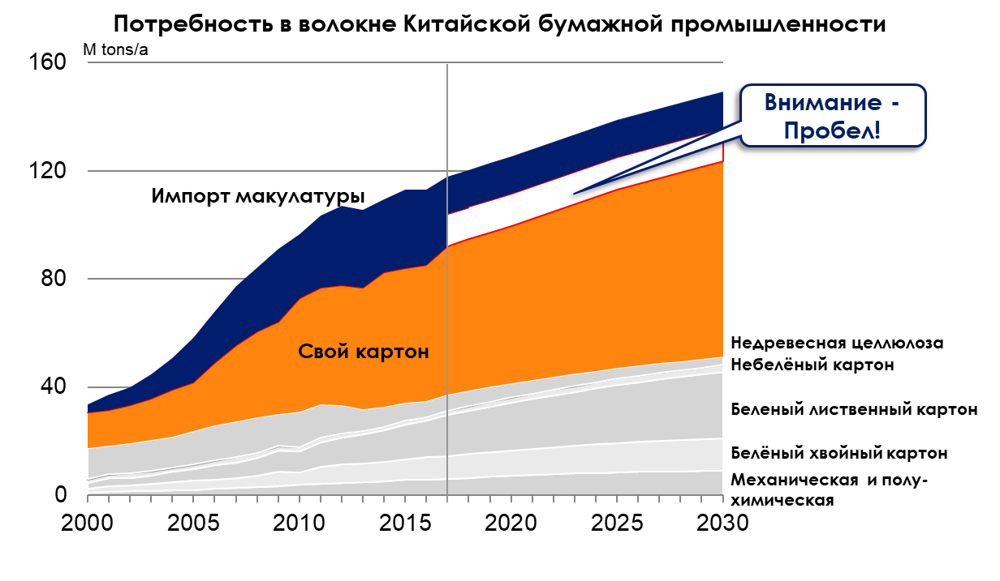 Потребность в волокне Китайской бумажной промышленности
M tons/a
160
120
80
40
0
Внимание -
Пробел!
Импорт макулатуры
Свой картон
Недревесная целлюлоза
Небелёный картон
Беленый лиственный картон
Белёный хвойный картон
Механическая и полу-
химическая
2000 2005 2010 2015 2020 2025 2030